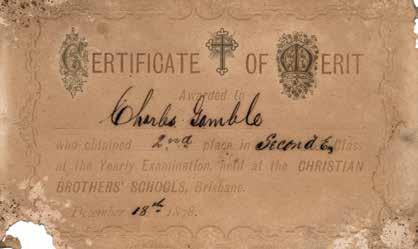 CERTIFICATE OF MERIT
Awarded to
Charles Gamble
who obtained 2nd place in Second E, Class
at the Yearly Examination, held at the CHRISTIAN
BROTHERS' SCHOOLS, Brisbane.
December 18th 1878.